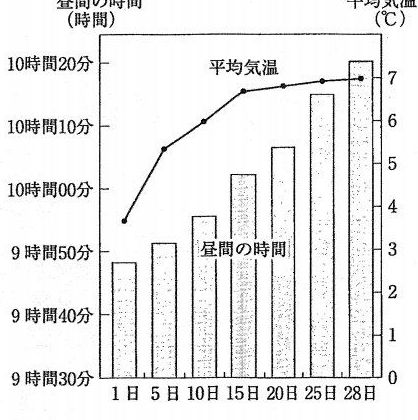 昼間の時間
(時間)
平均気温
(℃)
10時間20分
10時間10分
10時間00分
9時間50分
9時間40分
9時間30分
平均気温
昼間の時間
7
6
5
4
3
2
1
0
1日 5日 10日 15日 20日 25日 28日